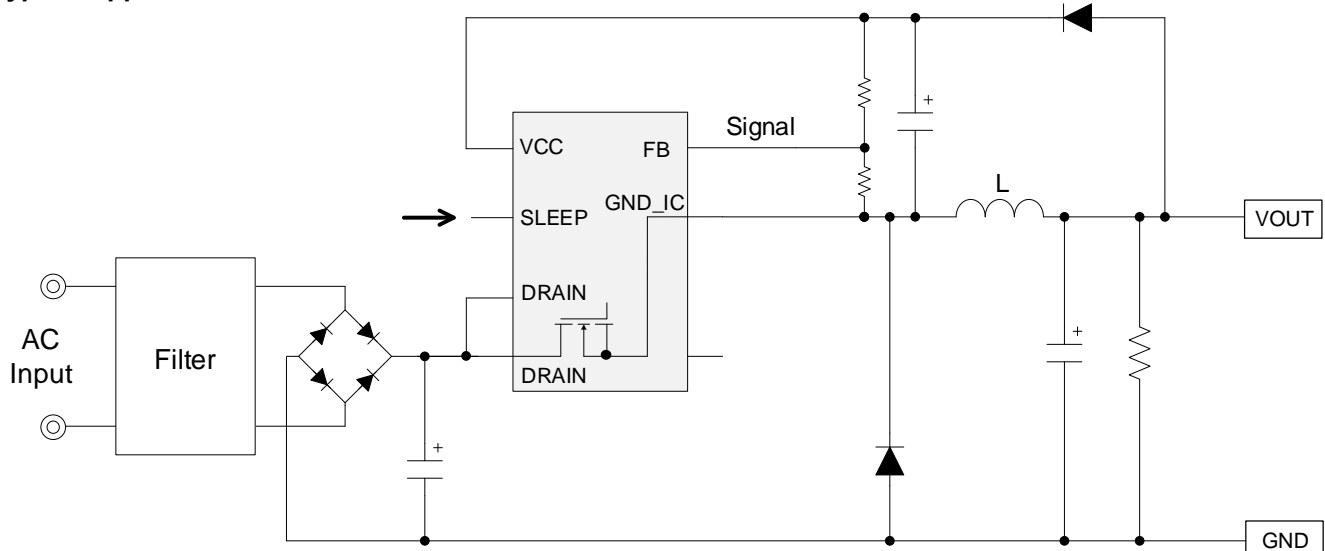 VCC
FB
Signal
SLEEP
GND_IC
L
VOUT
DRAIN
AC
Input
Filter
DRAIN
+
+
+
GND